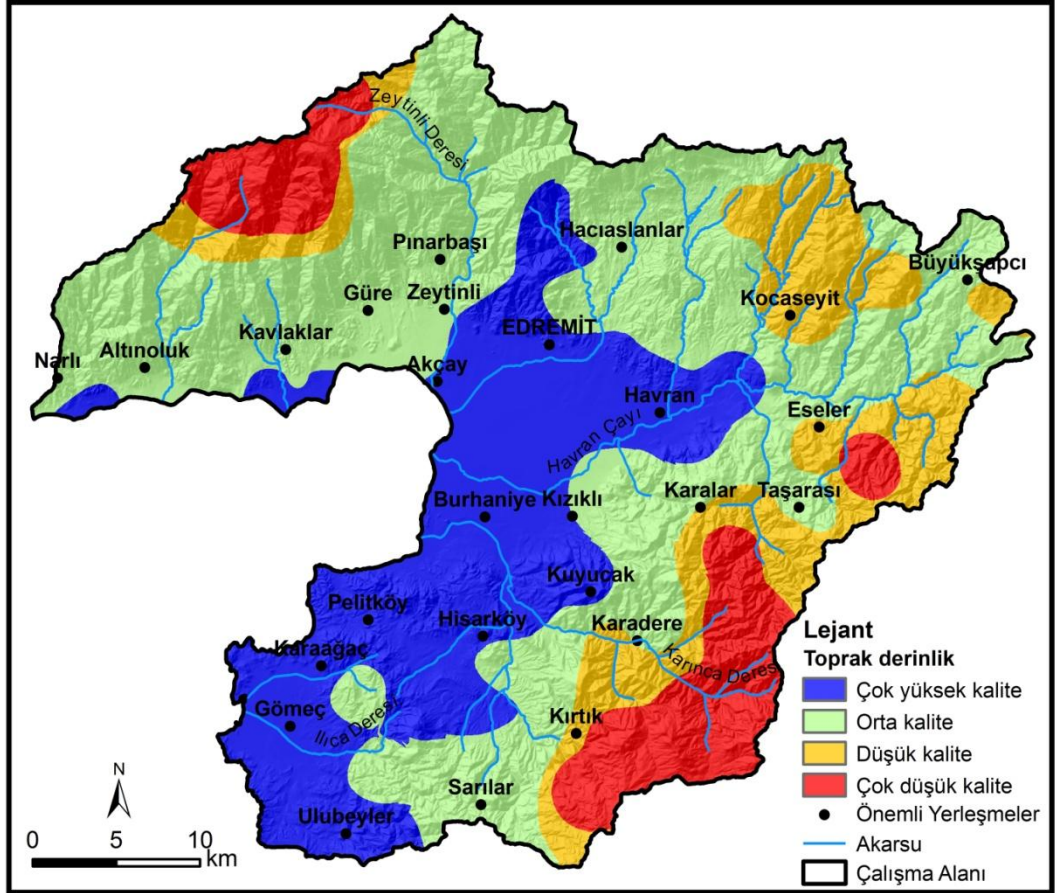 Zeytinli Deresi
Pınarbaşı
Hacıaslanlar
Büyükşapcı
Güre
Zeytinli
Kocaseyit
Kavlaklar
EDREMİT
Narlı
Altınoluk
Akçay
Havran
Eseler
Havran Çayı
Burhaniye
Kızıklı
Karalar
Taşarası
Kuyucak
Pelitköy
Hisarköy
Karadere
Karaağaç
Karınca Deresi
Gömeç
Ilıca Deresi
Kırtık
Sarılar
Ulubeyler
N
0 5 10
km
Lejant
Toprak derinlik
Çok yüksek kalite
Orta kalite
Düşük kalite
Çok düşük kalite
Önemli Yerleşmeler
Akarsu
Çalışma Alanı